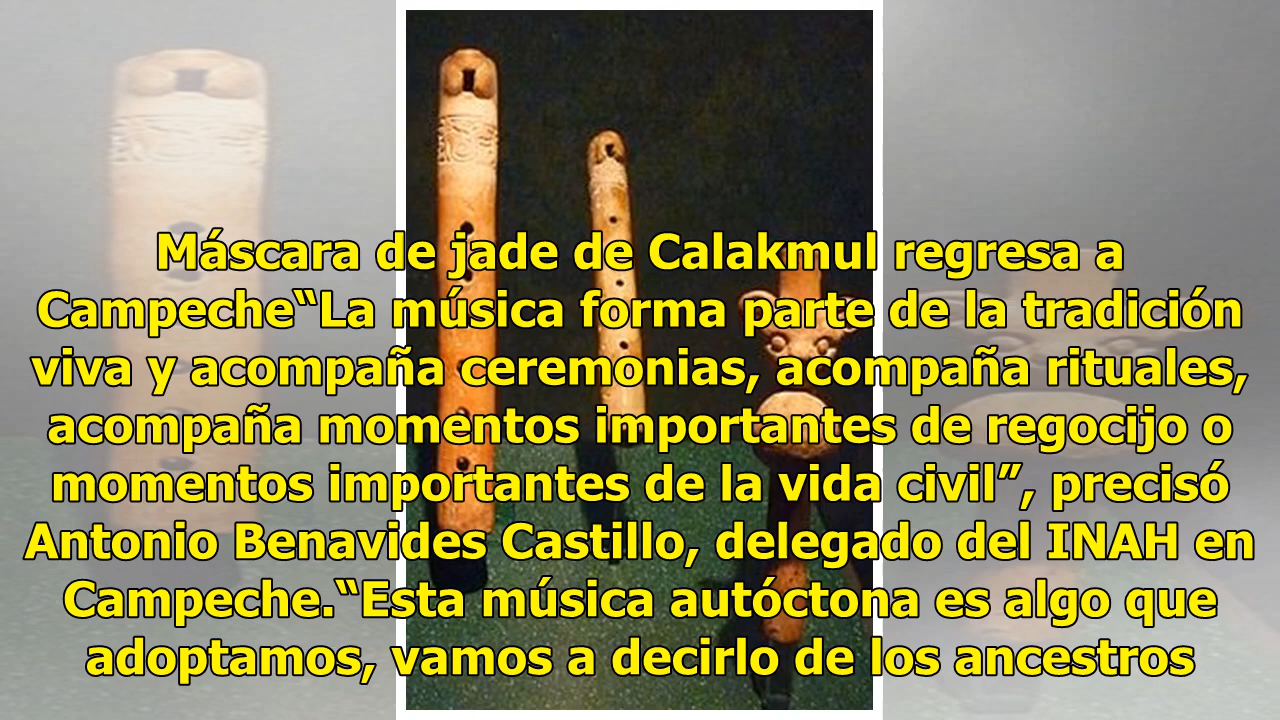 Máscara de jade de Calakmul regresa a
Campeche“La música forma parte de la tradición
viva y acompaña ceremonias, acompaña rituales,
acompaña momentos importantes de regocijo o
momentos importantes de la vida civil”, precisó
Antonio Benavides Castillo, delegado del INAH en
Campeche.“Esta música autóctona es algo que
adoptamos, vamos a decirlo de los ancestros